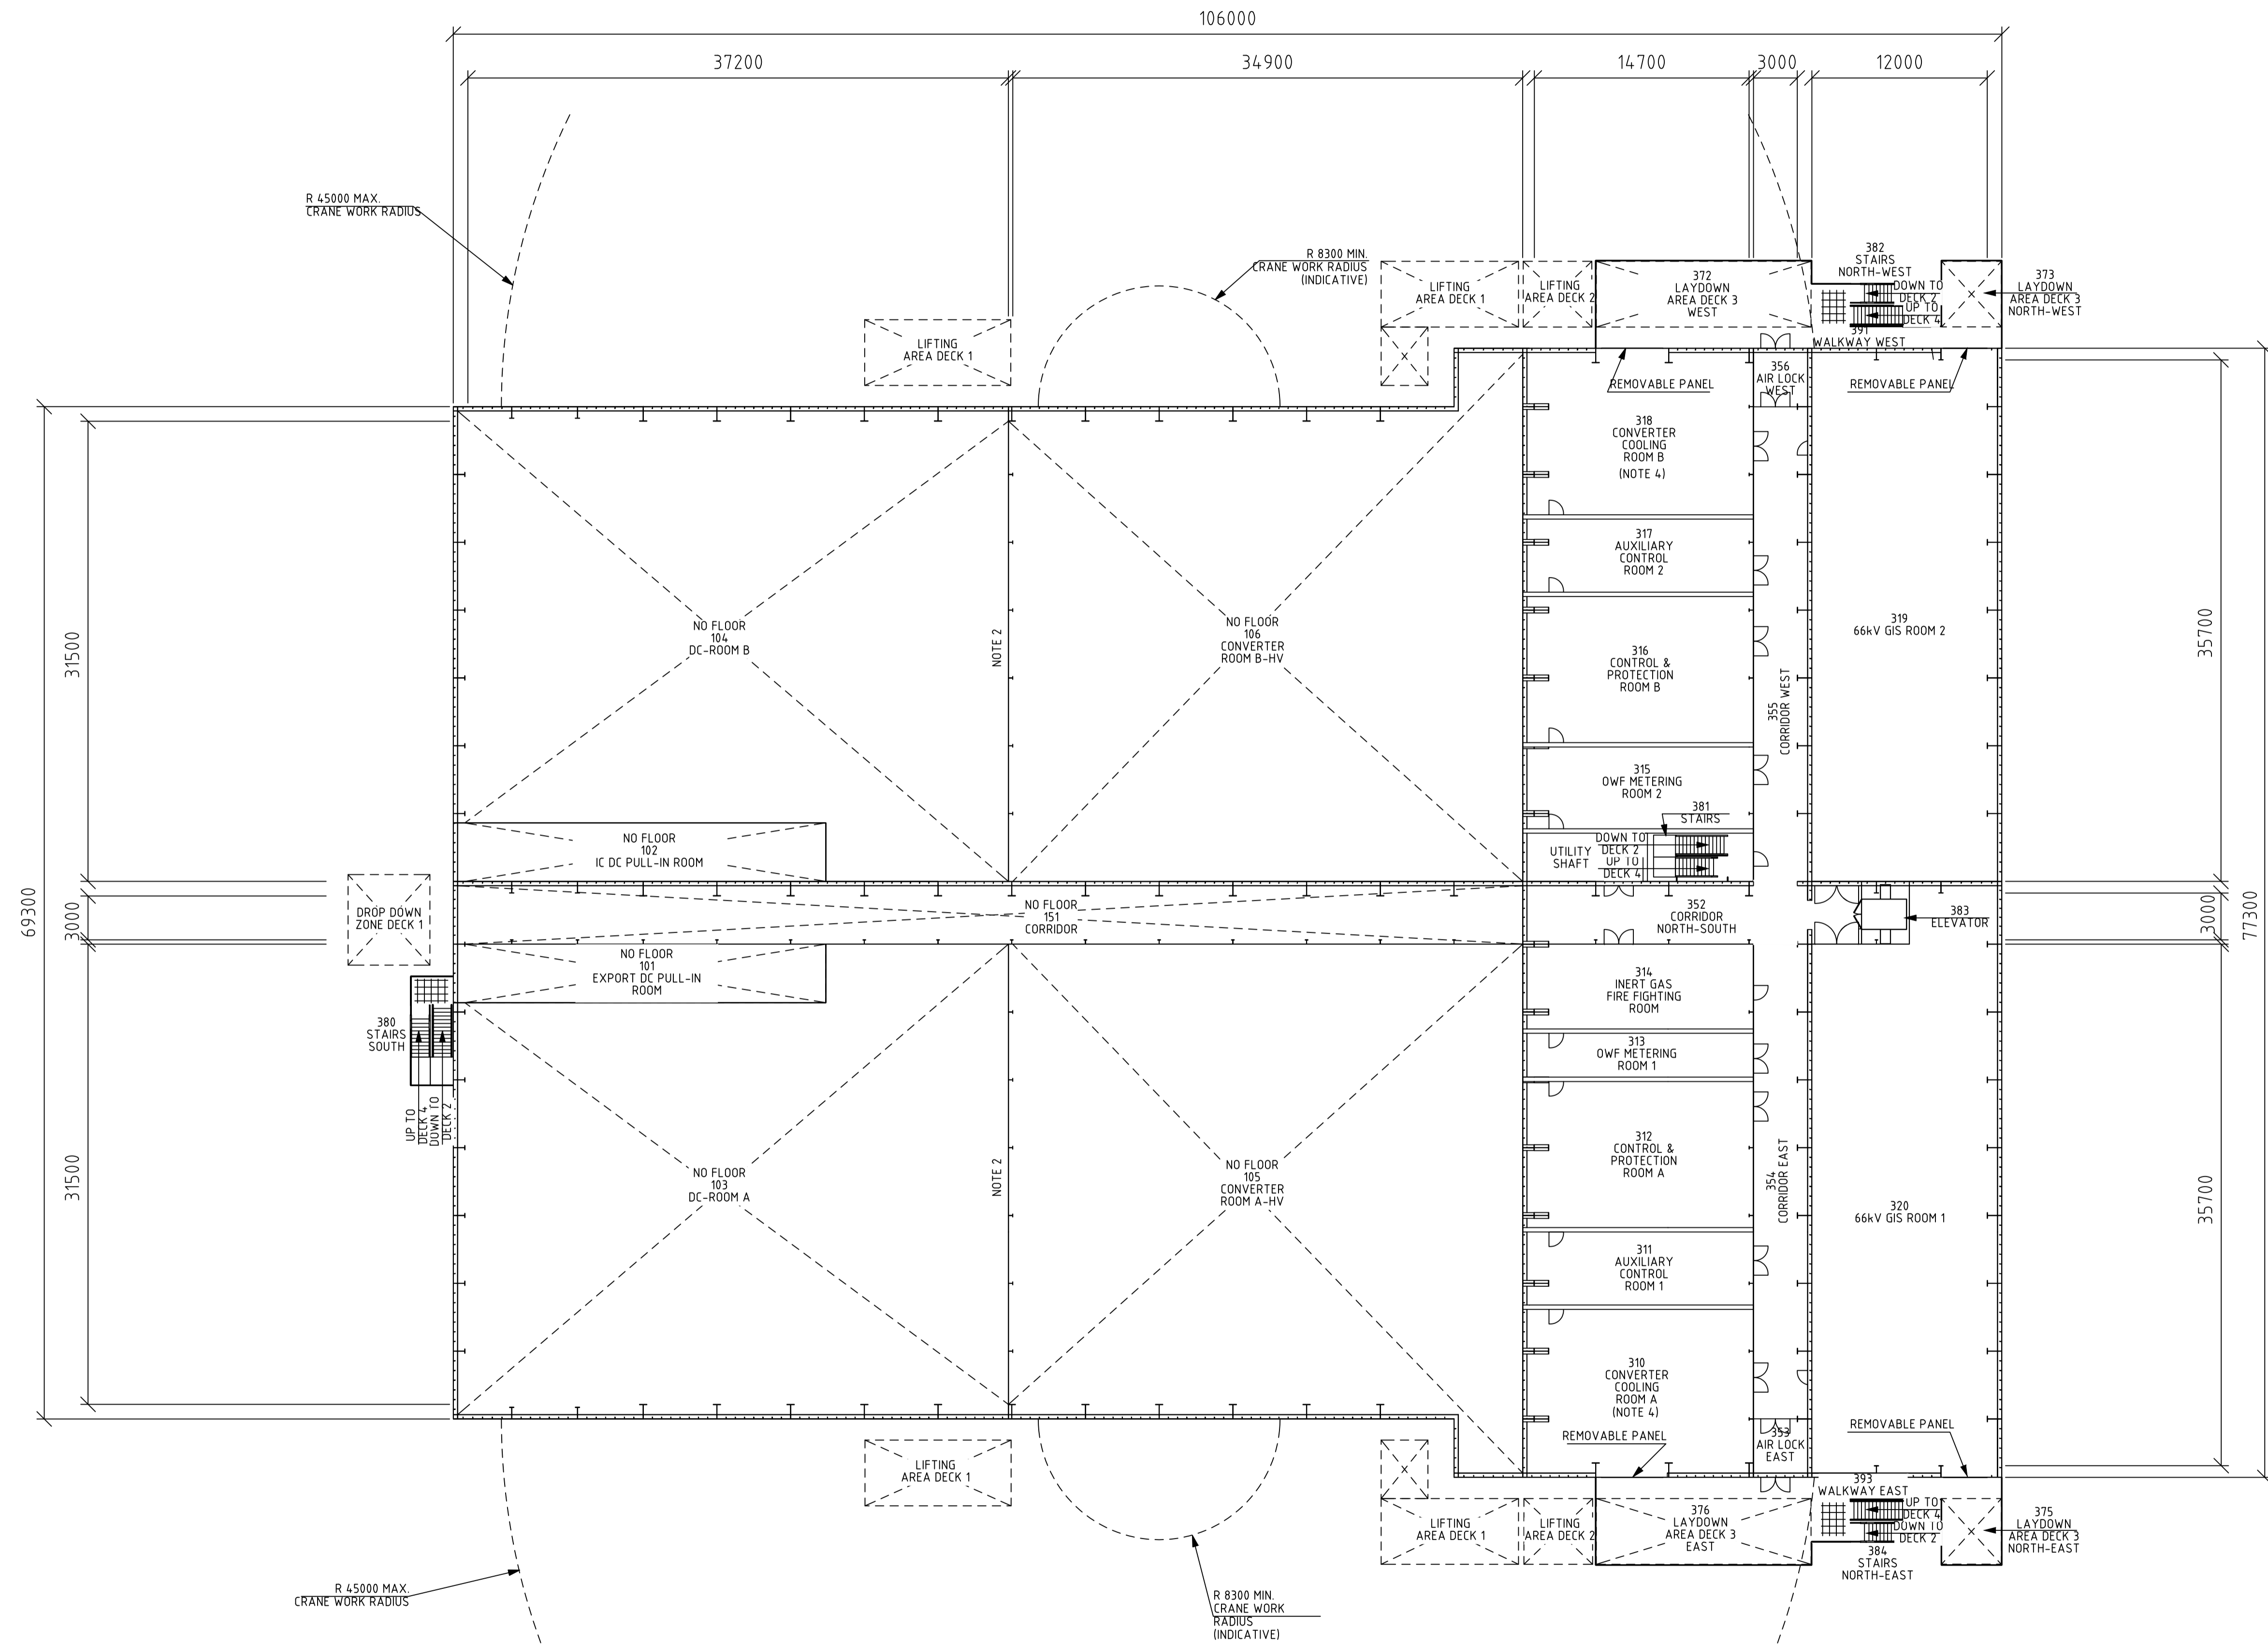 106000
37200
34900
14700
3000
12000
R 45000 MAX.
CRANE WORK RADIUS
R 8300 MIN.
CRANE WORK RADIUS
(INDICATIVE)
LIFTING
AREA DECK 1
LIFTING
AREA DECK 1
LIFTING
AREA DECK 2
372
LAYDOWN
AREA DECK 3
WEST
382
STAIRS
NORTH-WEST
DOWN TO
DECK 2
UP TO
DECK 4
391
WALKWAY WEST
373
LAYDOWN
AREA DECK 3
NORTH-WEST
REMOVABLE PANEL
356
AIR LOCK
WEST
REMOVABLE PANEL
318
CONVERTER
COOLING
ROOM B
(NOTE 4)
317
AUXILIARY
CONTROL
ROOM 2
NO FLOOR
104
DC-ROOM B
NOTE 2
NO FLOOR
106
CONVERTER
ROOM B-HV
316
CONTROL &
PROTECTION
ROOM B
355
CORRIDOR WEST
319
66kV GIS ROOM 2
31500
35700
315
OWF METERING
ROOM 2
381
STAIRS
DOWN TO
DECK 2
UP TO
DECK 4
UTILITY
SHAFT
NO FLOOR
102
IC DC PULL-IN ROOM
69300
3000
DROP DOWN
ZONE DECK 1
NO FLOOR
151
CORRIDOR
352
CORRIDOR
NORTH-SOUTH
383
ELEVATOR
3000
77300
NO FLOOR
101
EXPORT DC PULL-IN
ROOM
314
INERT GAS
FIRE FIGHTING
ROOM
380
STAIRS
SOUTH
UP TO
DECK 4
DOWN TO
DECK 2
313
OWF METERING
ROOM 1
31500
NO FLOOR
103
DC-ROOM A
NOTE 2
NO FLOOR
105
CONVERTER
ROOM A-HV
312
CONTROL &
PROTECTION
ROOM A
354
CORRIDOR EAST
320
66kV GIS ROOM 1
35700
311
AUXILIARY
CONTROL
ROOM 1
310
CONVERTER
COOLING
ROOM A
(NOTE 4)
REMOVABLE PANEL
353
AIR LOCK
EAST
REMOVABLE PANEL
LIFTING
AREA DECK 1
LIFTING
AREA DECK 1
LIFTING
AREA DECK 2
376
LAYDOWN
AREA DECK 3
EAST
393
WALKWAY EAST
UP TO
DECK 4
DOWN TO
DECK 2
384
STAIRS
NORTH-EAST
375
LAYDOWN
AREA DECK 3
NORTH-EAST
R 45000 MAX.
CRANE WORK RADIUS
R 8300 MIN.
CRANE WORK
RADIUS
(INDICATIVE)